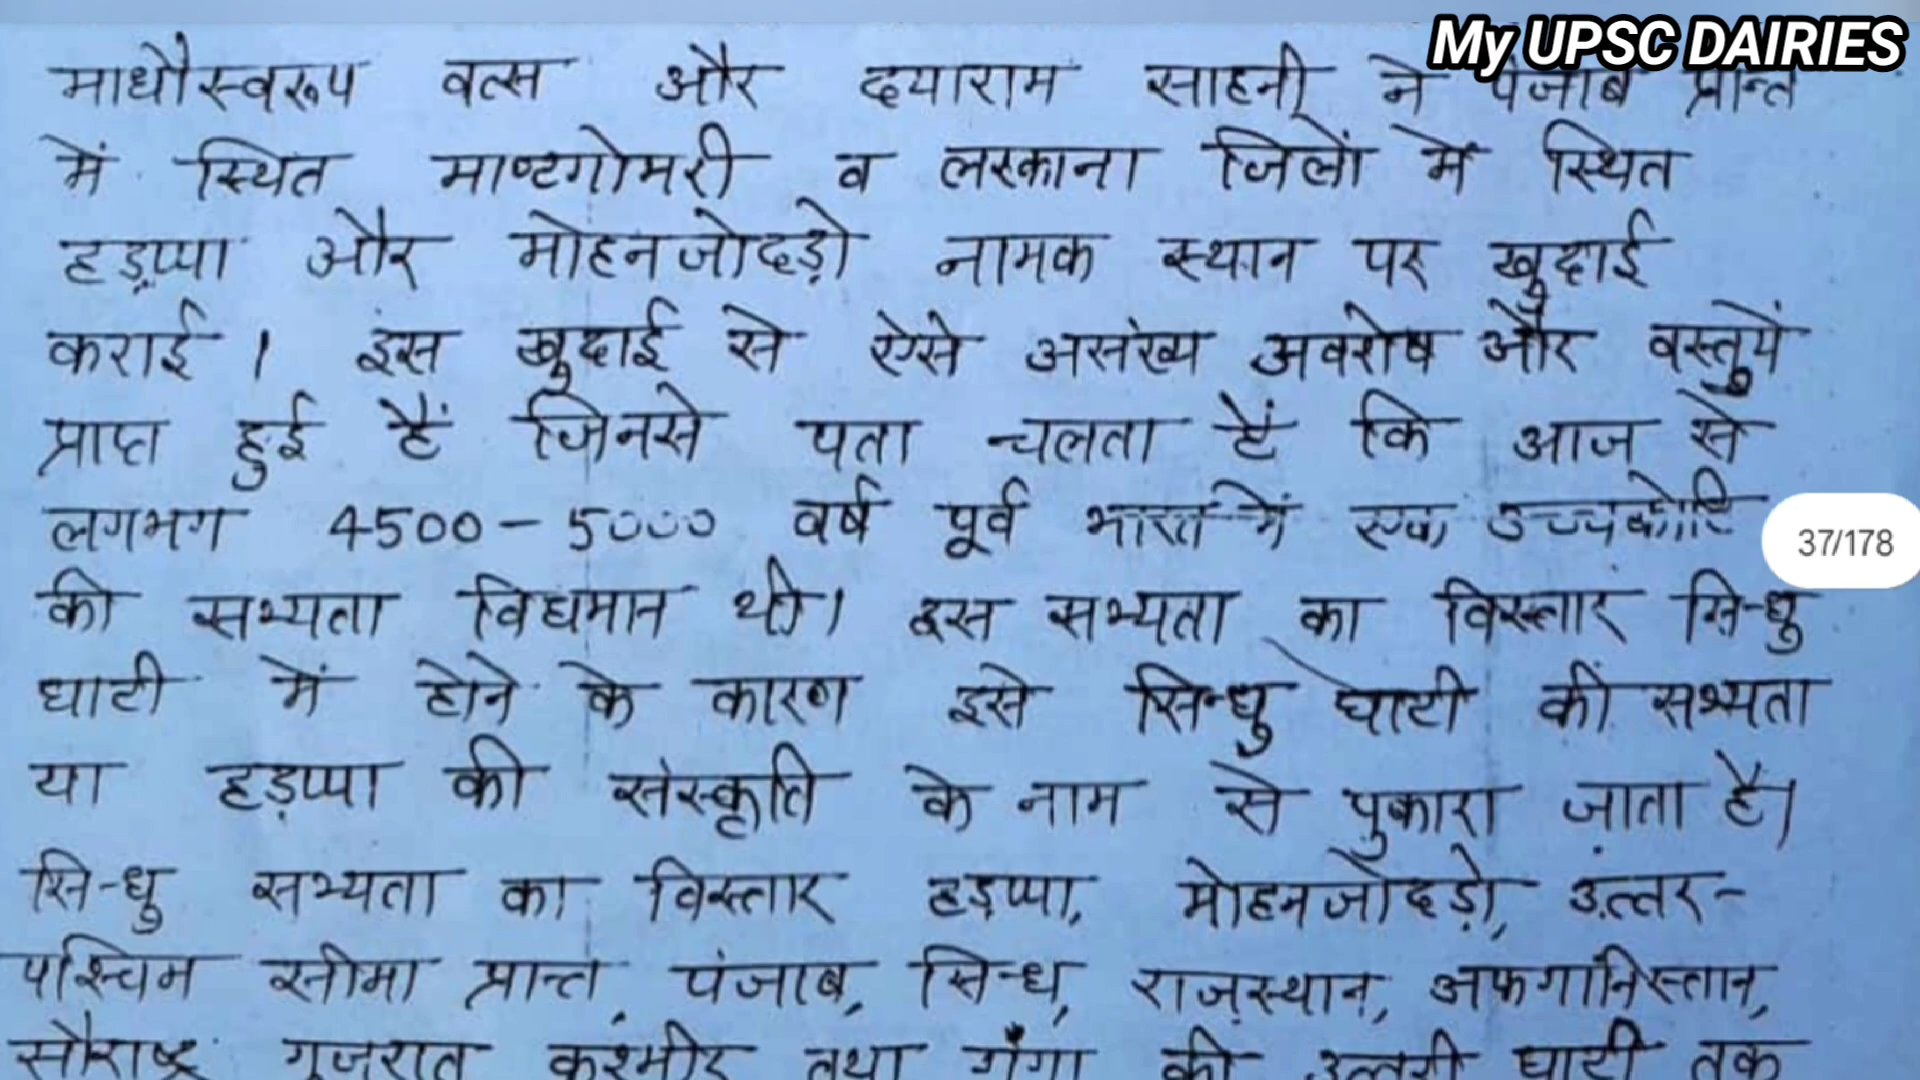 My UPSC DAIRIES
माधौस्वरूप वत्स और दयाराम साहनी ने पंजाब प्रान्त
में स्थित माण्टगोमरी व लरकाना जिलों में स्थित
हड़प्पा और मोहनजोदड़ो नामक स्थान पर खुदाई
कराई । इस खुदाई से ऐसे असंख्य अवशेष और वस्तुयें
प्राप्त हुई हैं जिनसे पता चलता हैं कि आज से
लगभग 4500-5000 वर्ष पूर्व भारत में एक उच्चकोटि
37/178
की सभ्यता विद्यमान थी। इस सभ्यता का विस्तार सिन्धु
घाटी में होने के कारण इसे सिन्धु घाटी की सभ्यता
या हड़प्पा की संस्कृति के नाम से पुकारा जाता है।
सिन्धु सभ्यता का विस्तार हड़प्पा, मोहनजोदड़ो, उत्तर-
पश्चिम सीमा प्रान्त, पंजाब, सिन्ध, राजस्थान, अफगानिस्तान,
सौराष्ट्र गुजरात कश्मीर तथा गंगा की उत्तरी घाटी तक